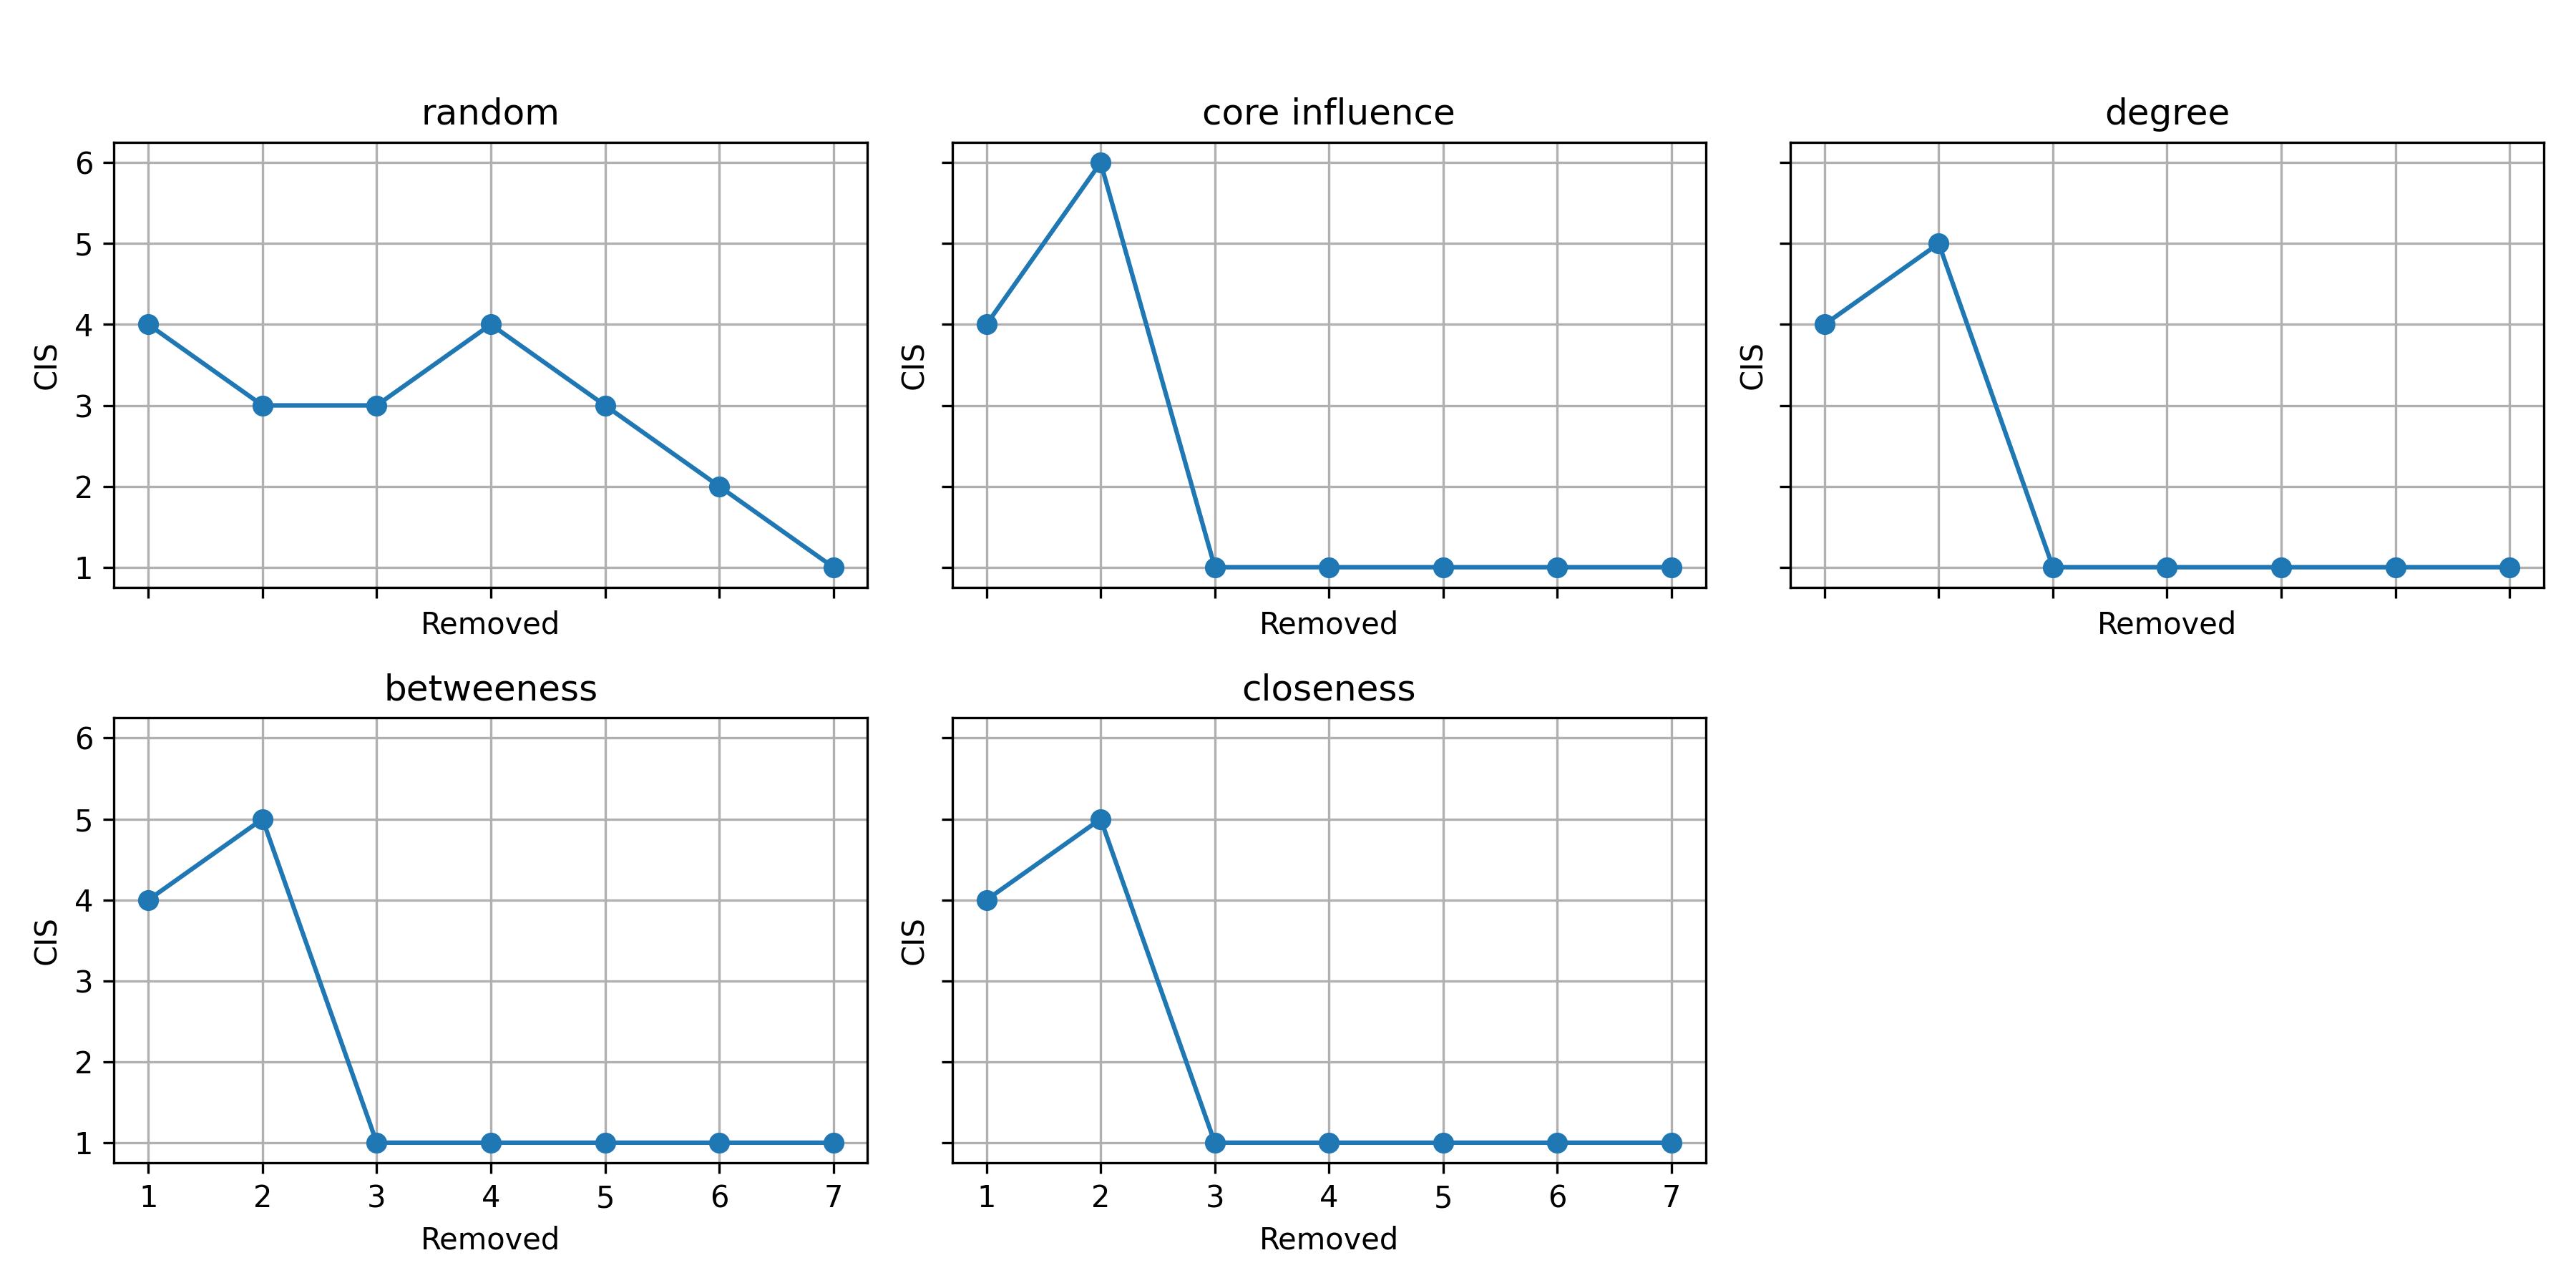 random
core influence
degree
6
5
4
3
2
1
CIS
CIS
CIS
Removed
Removed
Removed
betweeness
closeness
6
5
4
3
2
1
CIS
CIS
1 2 3 4 5 6 7
1 2 3 4 5 6 7
Removed
Removed